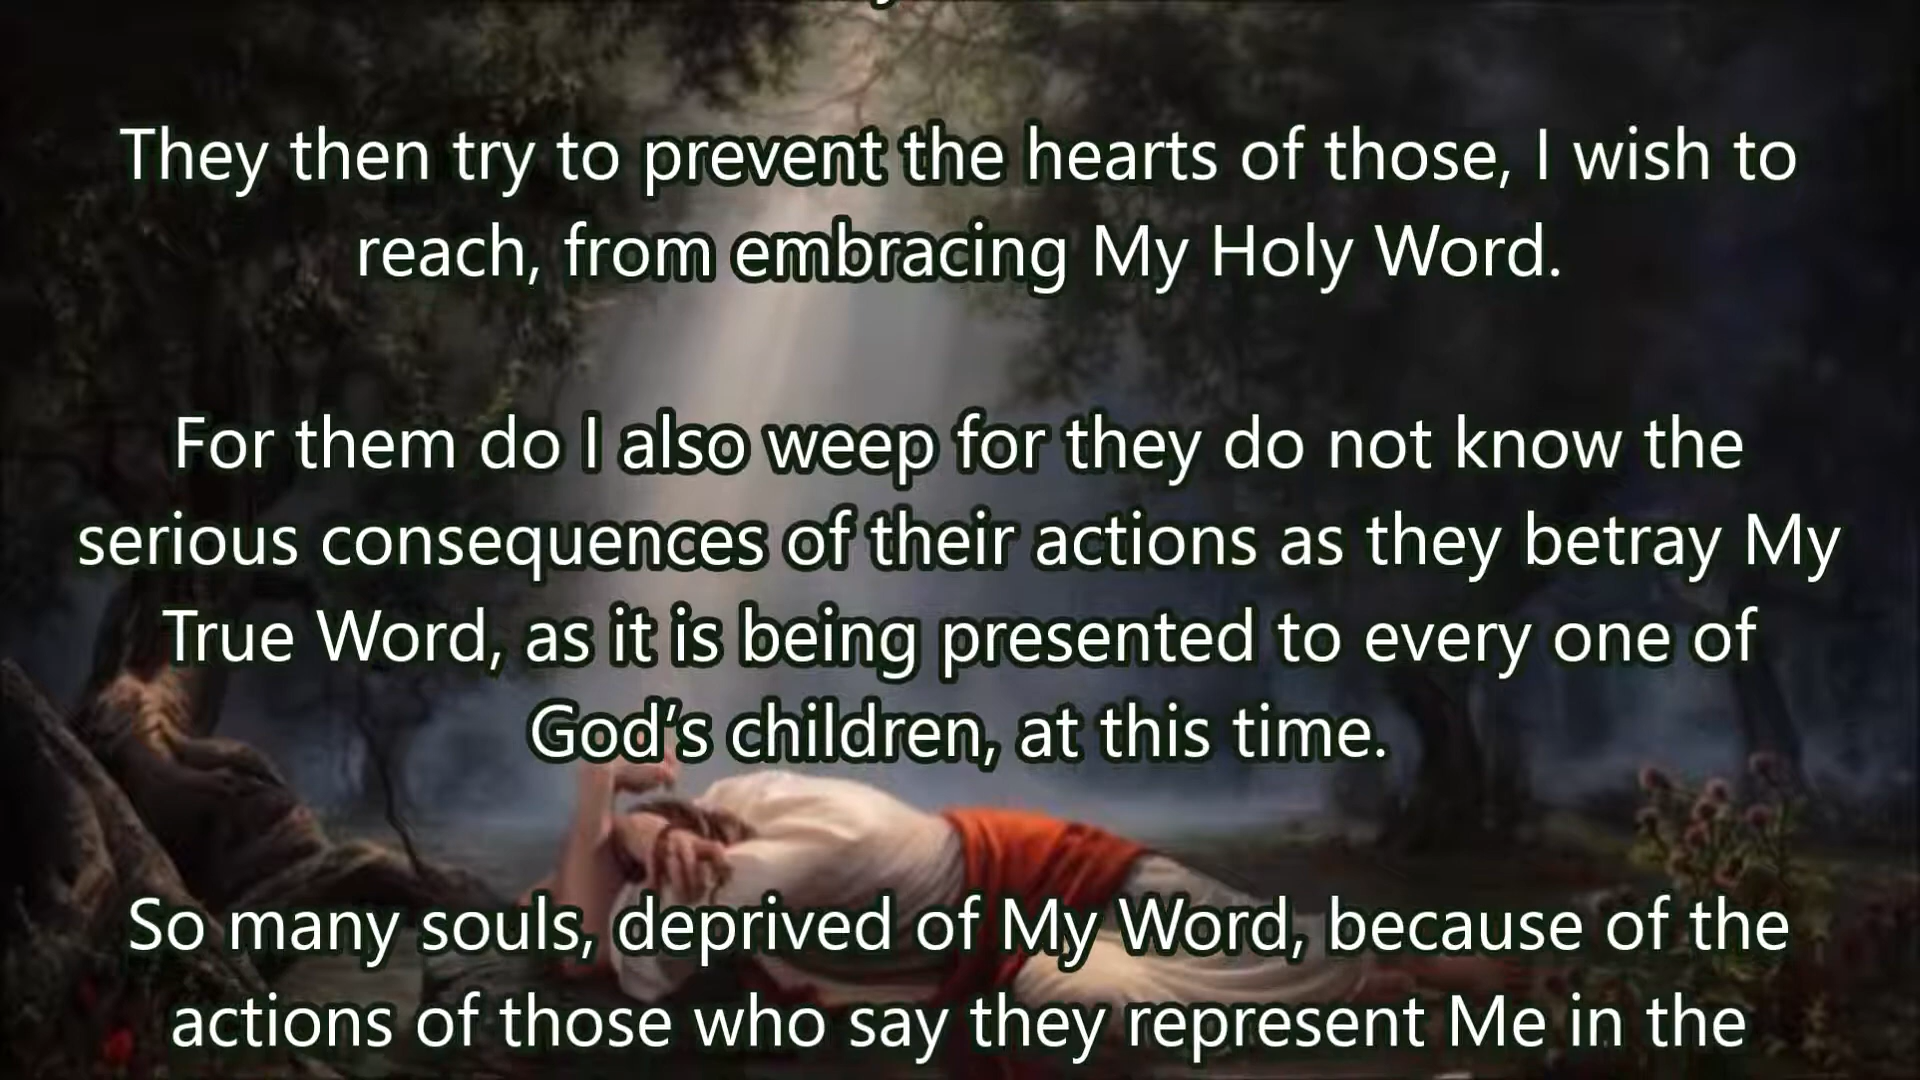 They then try to prevent the hearts of those, I wish to
reach, from embracing My Holy Word.
For them do I also weep for they do not know the
serious consequences of their actions as they betray My
True Word, as it is being presented to every one of
God’s children, at this time.
So many souls, deprived of My Word, because of the
actions of those who say they represent Me in the